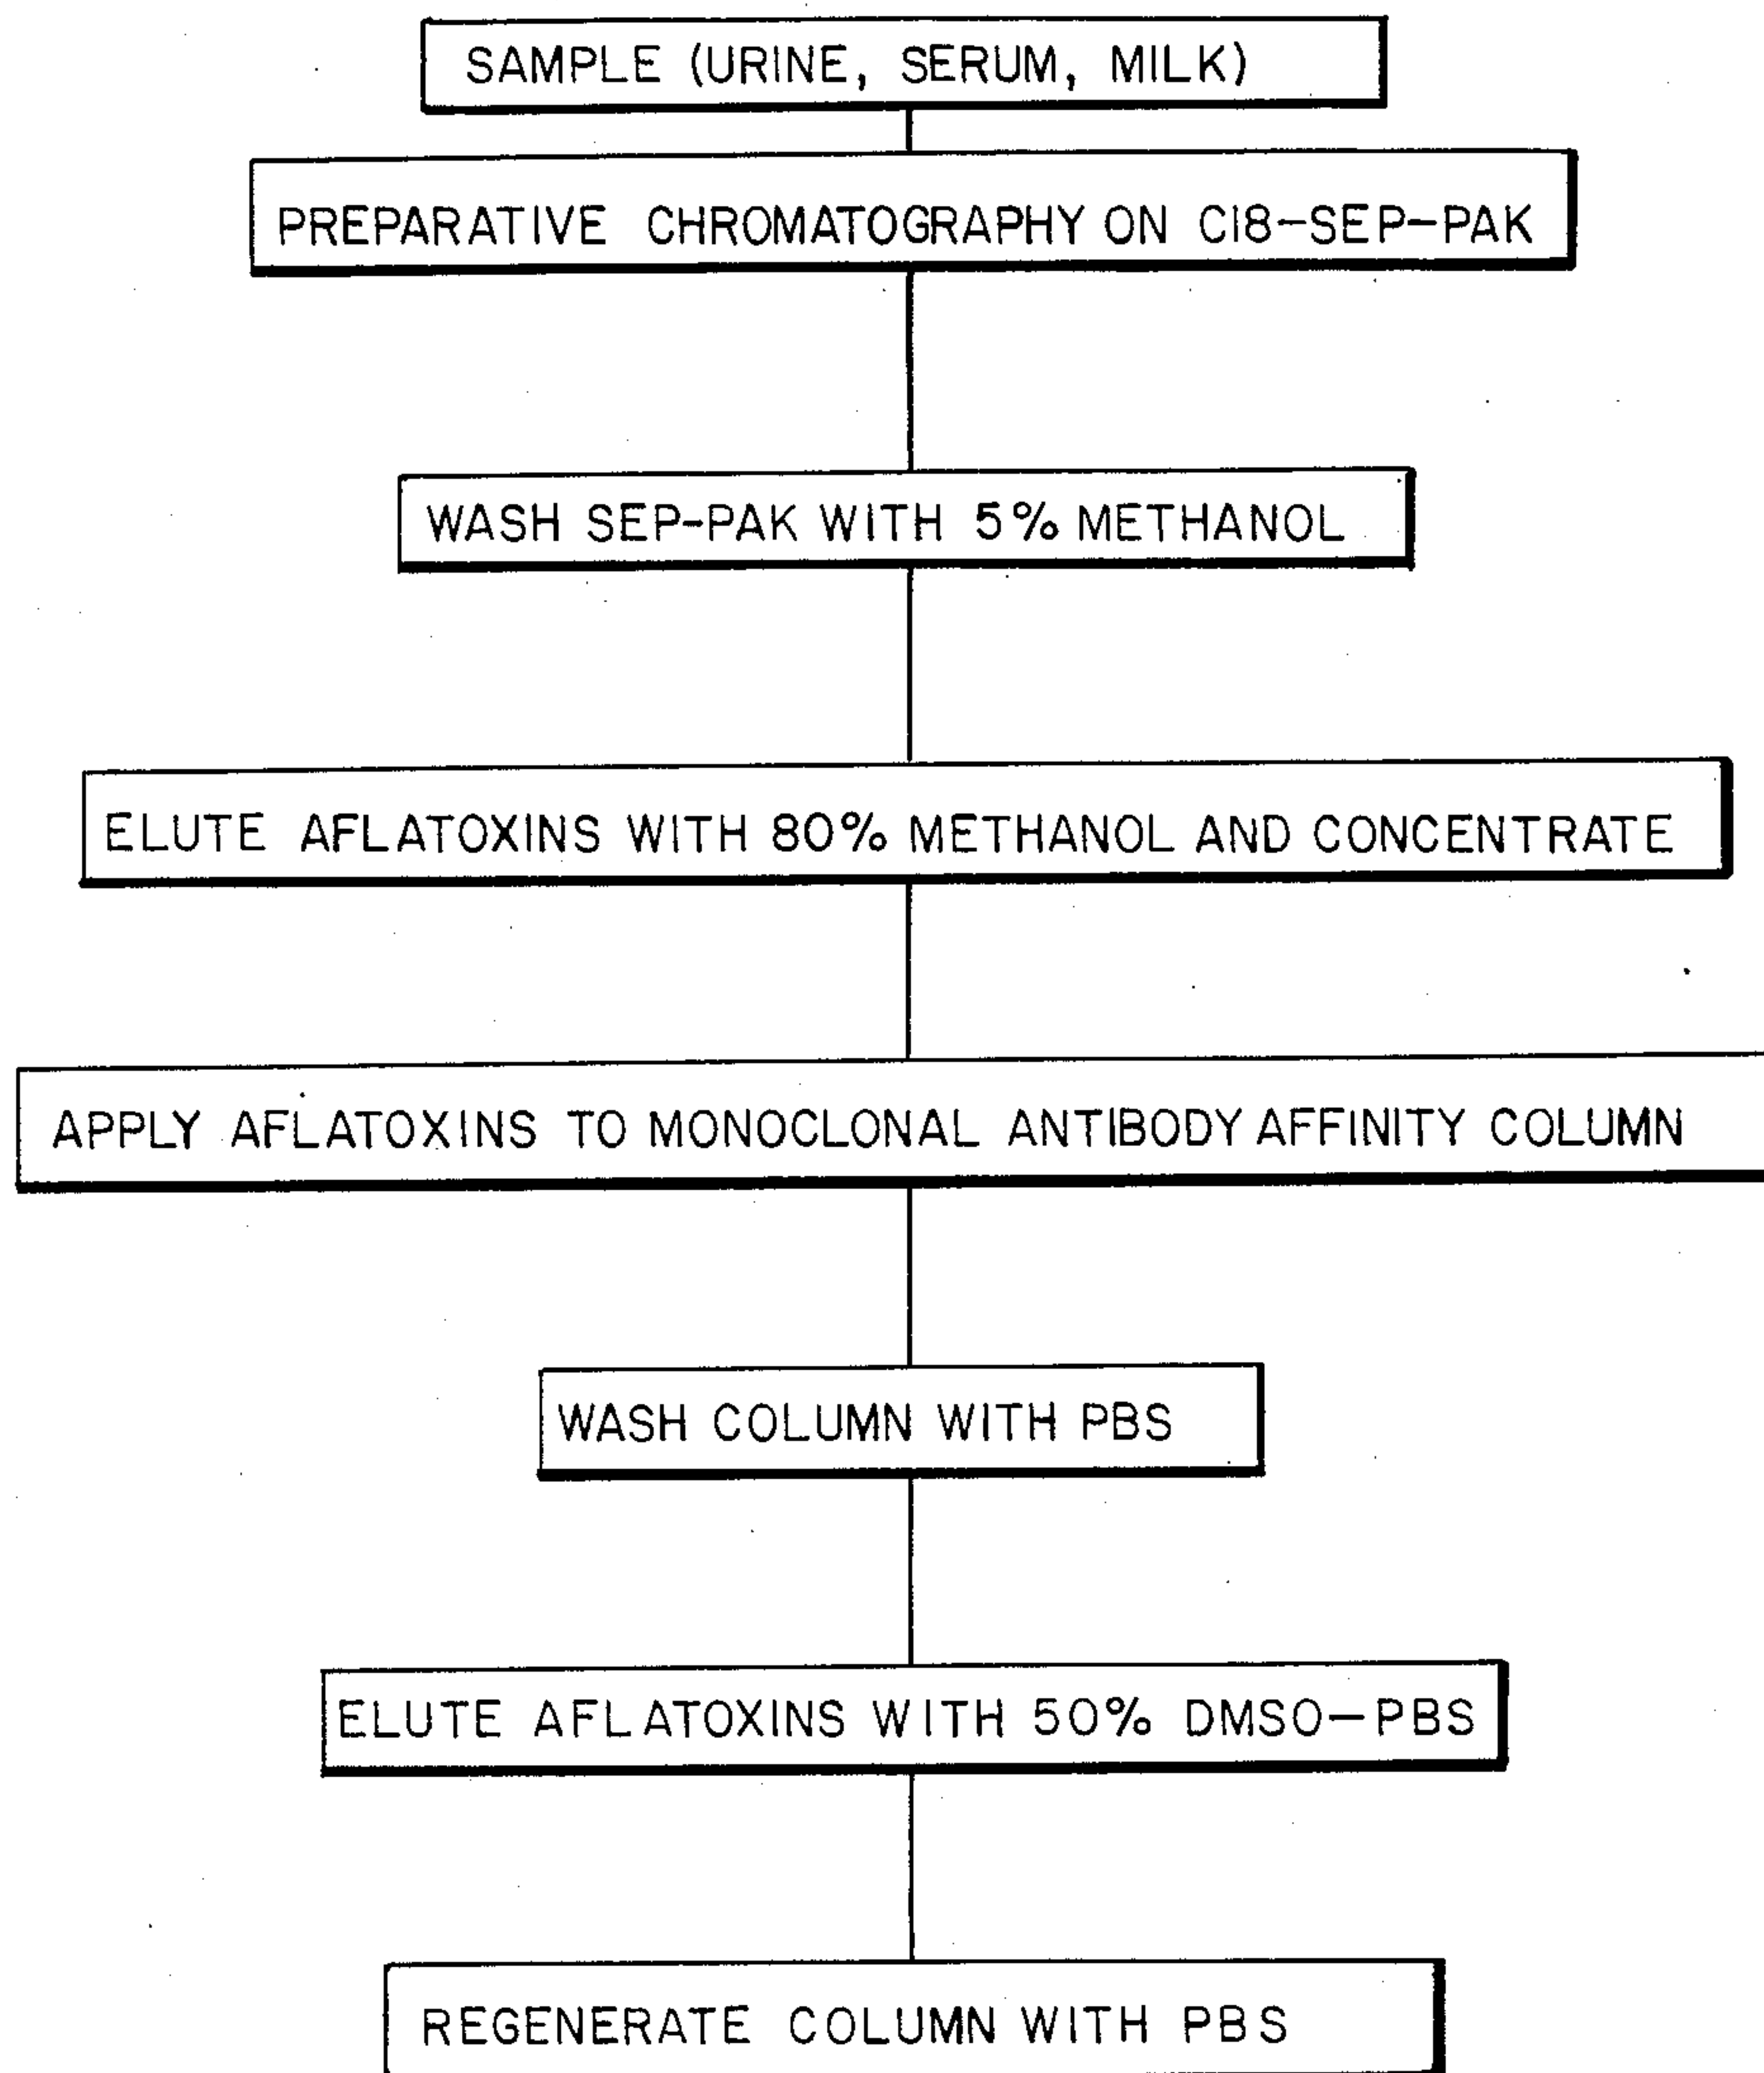 SAMPLE (URINE, SERUM, MILK)
PREPARATIVE CHROMATOGRAPHY ON C18-SEP-PAK
WASH SEP-PAK WITH 5% METHANOL
ELUTE AFLATOXINS WITH 80% METHANOL AND CONCENTRATE
APPLY AFLATOXINS TO MONOCLONAL ANTIBODY AFFINITY COLUMN
WASH COLUMN WITH PBS
ELUTE AFLATOXINS WITH 50% DMSO-PBS
REGENERATE COLUMN WITH PBS